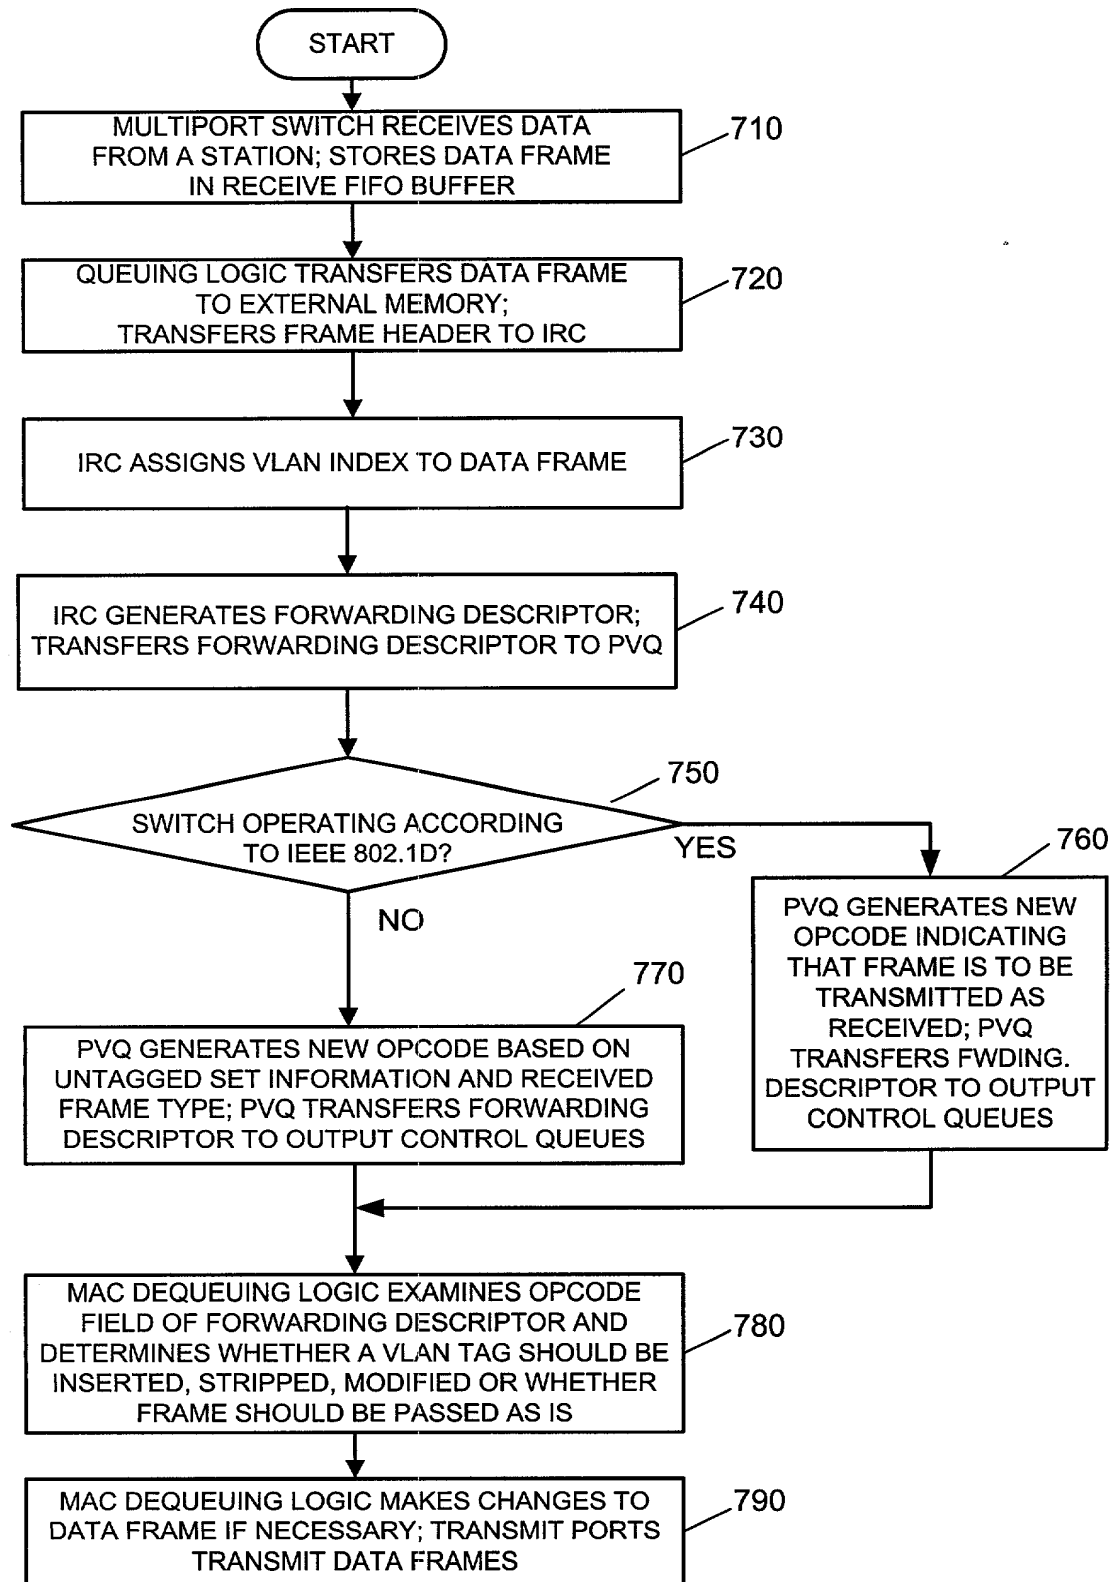 START
MULTIPORT SWITCH RECEIVES DATA
FROM A STATION; STORES DATA FRAME
IN RECEIVE FIFO BUFFER
710
QUEUING LOGIC TRANSFERS DATA FRAME
TO EXTERNAL MEMORY;
TRANSFERS FRAME HEADER TO IRC
720
IRC ASSIGNS VLAN INDEX TO DATA FRAME
730
IRC GENERATES FORWARDING DESCRIPTOR;
TRANSFERS FORWARDING DESCRIPTOR TO PVQ
740
SWITCH OPERATING ACCORDING
TO IEEE 802.1D?
750
YES
NO
PVQ GENERATES NEW
OPCODE INDICATING
THAT FRAME IS TO BE
TRANSMITTED AS
RECEIVED; PVQ
TRANSFERS FWDING.
DESCRIPTOR TO OUTPUT
CONTROL QUEUES
760
PVQ GENERATES NEW OPCODE BASED ON
UNTAGGED SET INFORMATION AND RECEIVED
FRAME TYPE; PVQ TRANSFERS FORWARDING
DESCRIPTOR TO OUTPUT CONTROL QUEUES
770
MAC DEQUEUING LOGIC EXAMINES OPCODE
FIELD OF FORWARDING DESCRIPTOR AND
DETERMINES WHETHER A VLAN TAG SHOULD BE
INSERTED, STRIPPED, MODIFIED OR WHETHER
FRAME SHOULD BE PASSED AS IS
780
MAC DEQUEUING LOGIC MAKES CHANGES TO
DATA FRAME IF NECESSARY; TRANSMIT PORTS
TRANSMIT DATA FRAMES
790